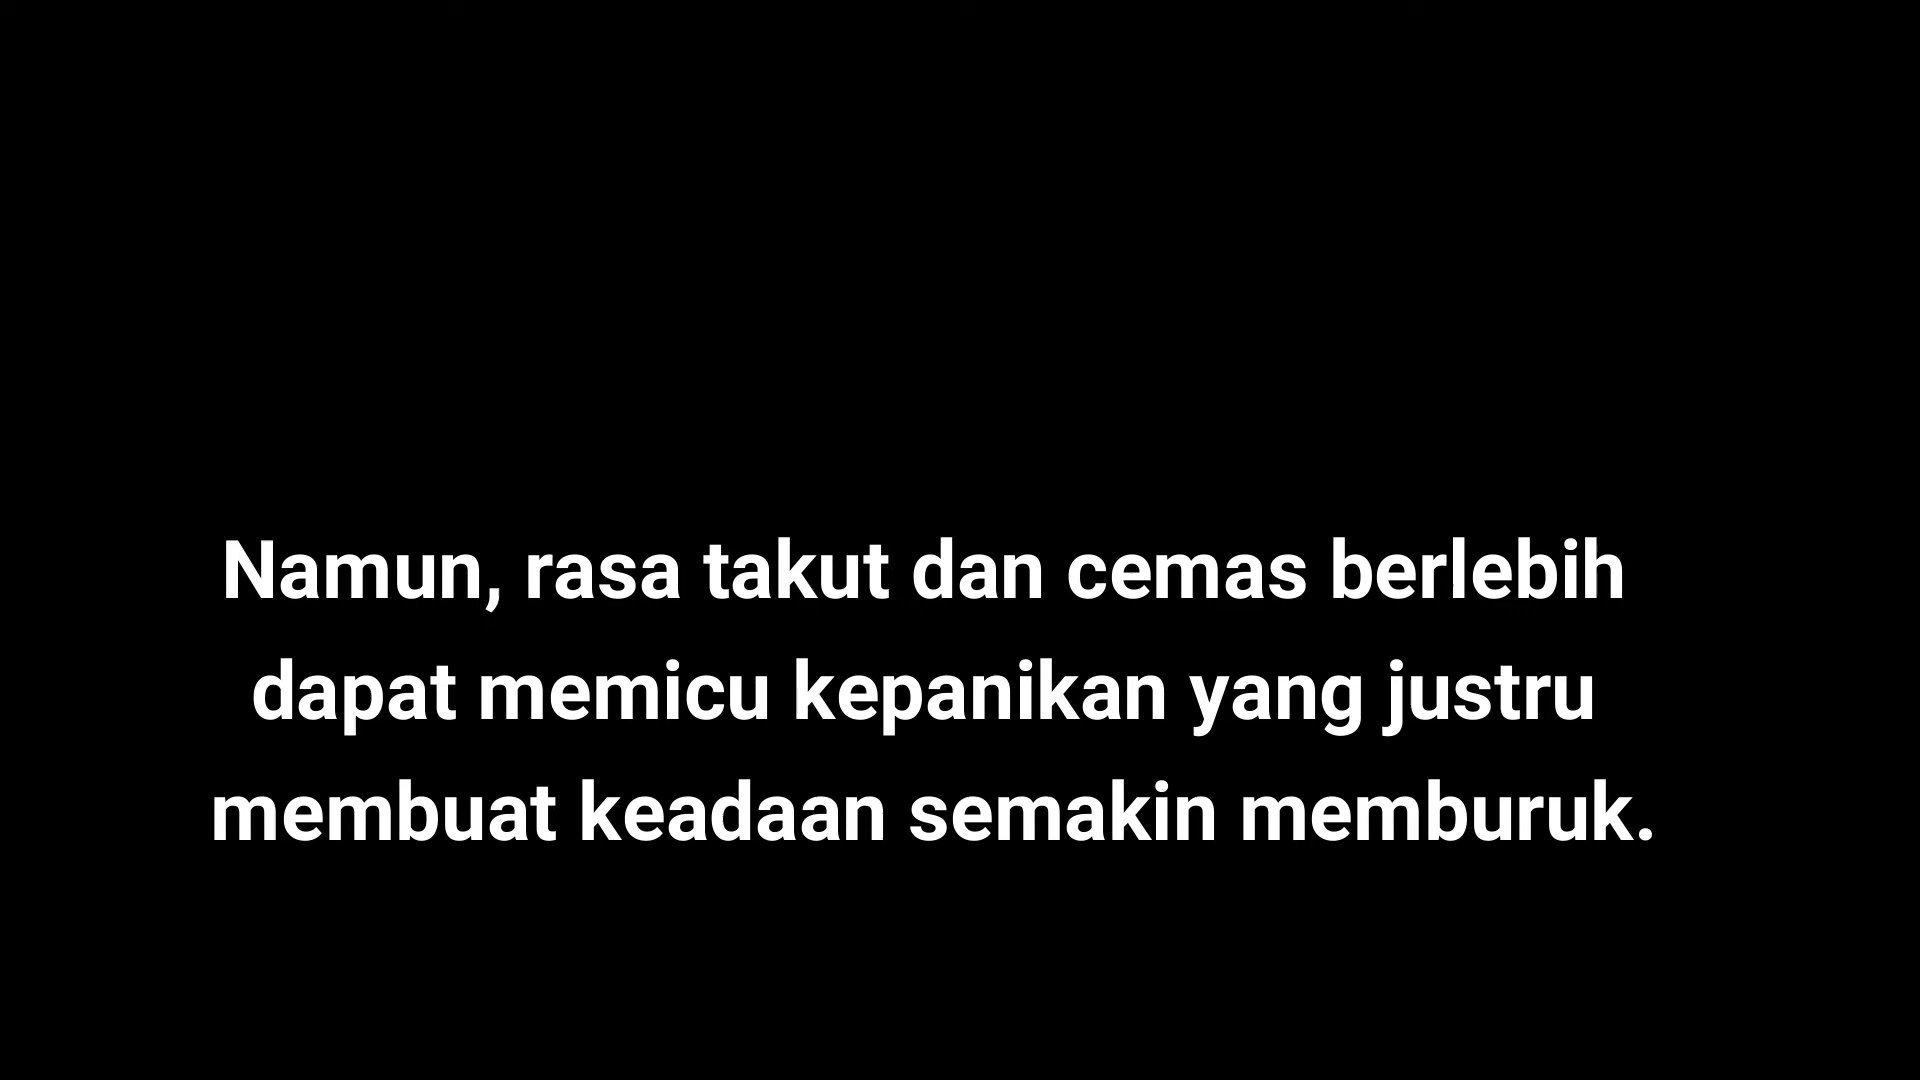 Namun, rasa takut dan cemas berlebih
dapat memicu kepanikan yang justru
membuat keadaan semakin memburuk.